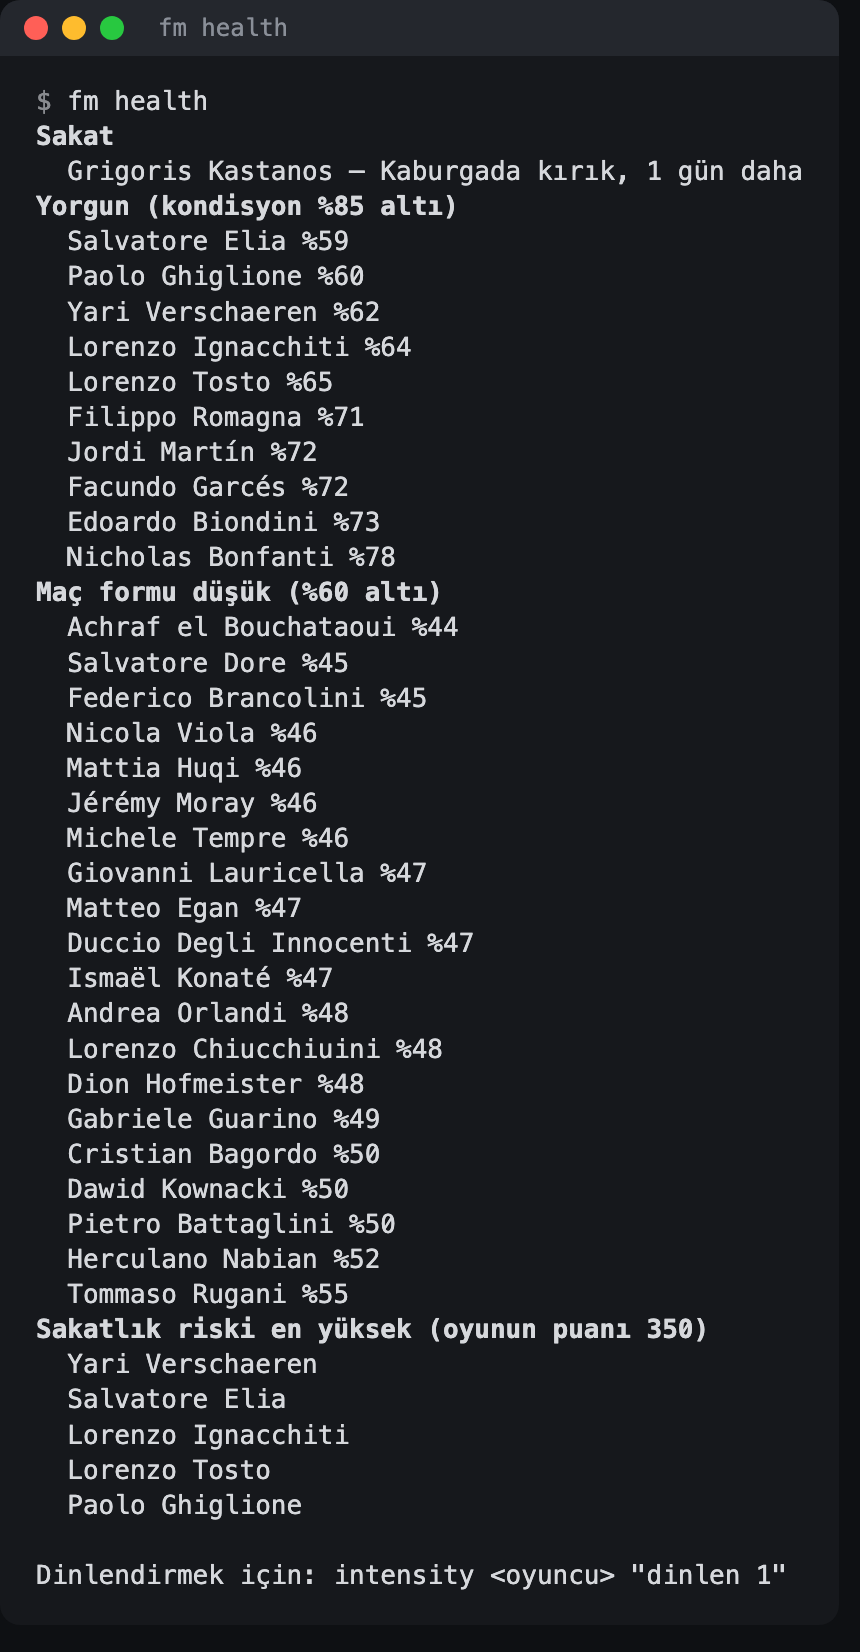 fm health
$ fm health
Sakat
Grigoris Kastanos — Kaburgada kırık, 1 gün daha
Yorgun (kondisyon %85 altı)
Salvatore Elia %59
Paolo Ghiglione %60
Yari Verschaeren %62
Lorenzo Ignacchiti %64
Lorenzo Tosto %65
Filippo Romagna %71
Jordi Martín %72
Facundo Garcés %72
Edoardo Biondini %73
Nicholas Bonfanti %78
Maç formu düşük (%60 altı)
Achraf el Bouchataoui %44
Salvatore Dore %45
Federico Brancolini %45
Nicola Viola %46
Mattia Huqi %46
Jérémy Moray %46
Michele Tempre %46
Giovanni Lauricella %47
Matteo Egan %47
Duccio Degli Innocenti %47
Ismaël Konaté %47
Andrea Orlandi %48
Lorenzo Chiucchiuini %48
Dion Hofmeister %48
Gabriele Guarino %49
Cristian Bagordo %50
Dawid Kownacki %50
Pietro Battaglini %50
Herculano Nabian %52
Tommaso Rugani %55
Sakatlık riski en yüksek (oyunun puanı 350)
Yari Verschaeren
Salvatore Elia
Lorenzo Ignacchiti
Lorenzo Tosto
Paolo Ghiglione
Dinlendirmek için: intensity <oyuncu> "dinlen 1"